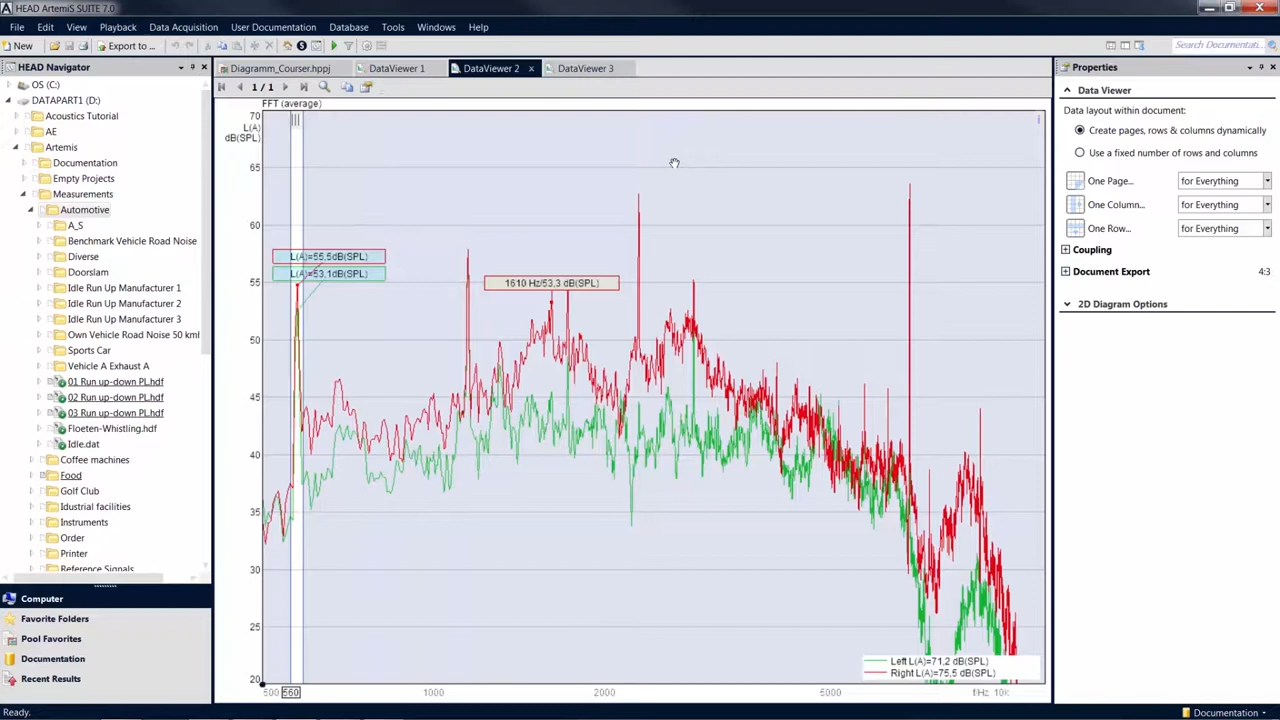 HEAD ArtemiS SUITE 7.0
File Edit View Playback Data Acquisition User Documentation Database Tools Windows Help
New Export to ... Search Documentati...
HEAD Navigator
OS (C:)
DATAPART1 (D:)
Acoustics Tutorial
AE
Artemis
Documentation
Empty Projects
Measurements
Automotive
A_S
Benchmark Vehicle Road Noise
Diverse
Doorslam
Idle Run Up Manufacturer 1
Idle Run Up Manufacturer 2
Idle Run Up Manufacturer 3
Own Vehicle Road Noise 50 kml
Sports Car
Vehicle A Exhaust A
01 Run up-down PL.hdf
02 Run up-down PL.hdf
03 Run up-down PL.hdf
Floeten-Whistling.hdf
Idle.dat
Coffee machines
Food
Golf Club
Idustrial facilities
Instruments
Order
Printer
Reference Signals
Computer
Favorite Folders
Pool Favorites
Documentation
Recent Results
Diagramm_Courser.hppj DataViewer 1 DataViewer 2 DataViewer 3
1 / 1
FFT (average)
70
L(A)
dB(SPL)
65
60
55
50
45
40
35
30
25
20
L(A)=55,5dB(SPL)
L(A)=53,1dB(SPL)
1610 Hz/53,3 dB(SPL)
Left L(A)=71,2 dB(SPL)
Right L(A)=75,5 dB(SPL)
500 560 1000 2000 5000 f/Hz 10k
Properties
Data Viewer
Data layout within document:
Create pages, rows & columns dynamically
Use a fixed number of rows and columns
One Page... for Everything
One Column... for Everything
One Row... for Everything
Coupling
Document Export 4:3
2D Diagram Options
Documentation